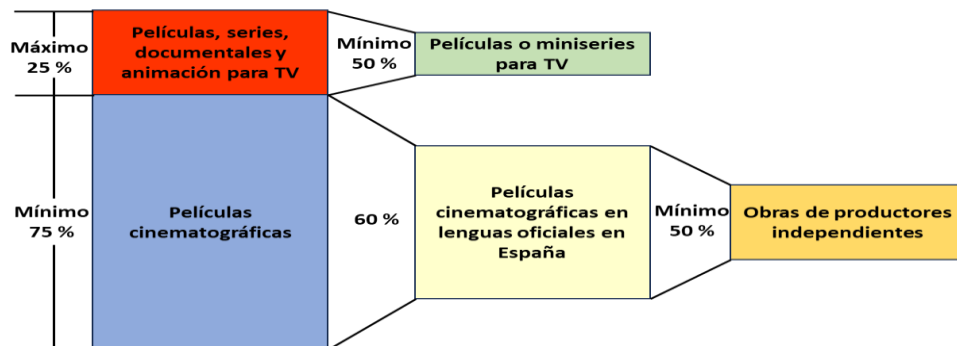 Máximo
25 %
Películas, series,
documentales y
animación para TV
Mínimo
50 %
Películas o miniseries
para TV
Mínimo
75 %
Películas
cinematográficas
60 %
Películas
cinematográficas en
lenguas oficiales en
España
Mínimo
50 %
Obras de productores
independientes